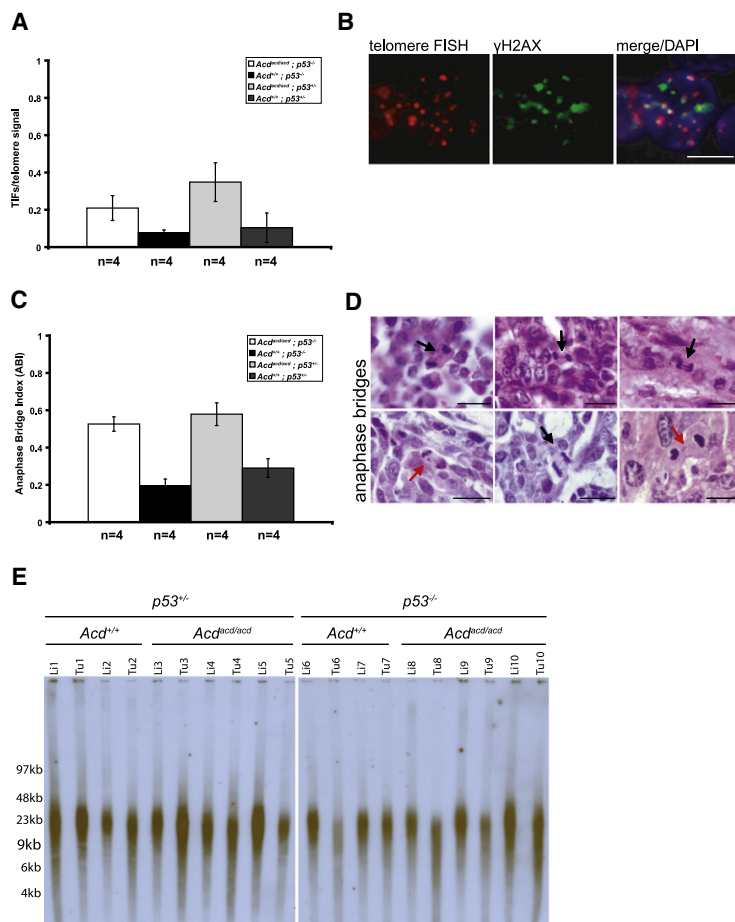 A
Acd^acd/acd ; p53^-/-
Acd^+/+ ; p53^-/-
Acd^acd/acd ; p53^+/-
Acd^+/+ ; p53^+/-
TIFs/telomere signal
1
0.8
0.6
0.4
0.2
0
n=4 n=4 n=4 n=4
B
telomere FISH γH2AX merge/DAPI
C
Acd^acd/acd ; p53^-/-
Acd^+/+ ; p53^-/-
Acd^acd/acd ; p53^+/-
Acd^+/+ ; p53^+/-
Anaphase Bridge Index (ABI)
1
0.8
0.6
0.4
0.2
0
n=4 n=4 n=4 n=4
D
anaphase bridges
E
p53^+/- p53^-/-
Acd^+/+ Acd^acd/acd Acd^+/+ Acd^acd/acd
Li1 Tu1 Li2 Tu2 Li3 Tu3 Li4 Tu4 Li5 Tu5 Li6 Tu6 Li7 Tu7 Li8 Tu8 Li9 Tu9 Li10 Tu10
97kb
48kb
23kb
9kb
6kb
4kb